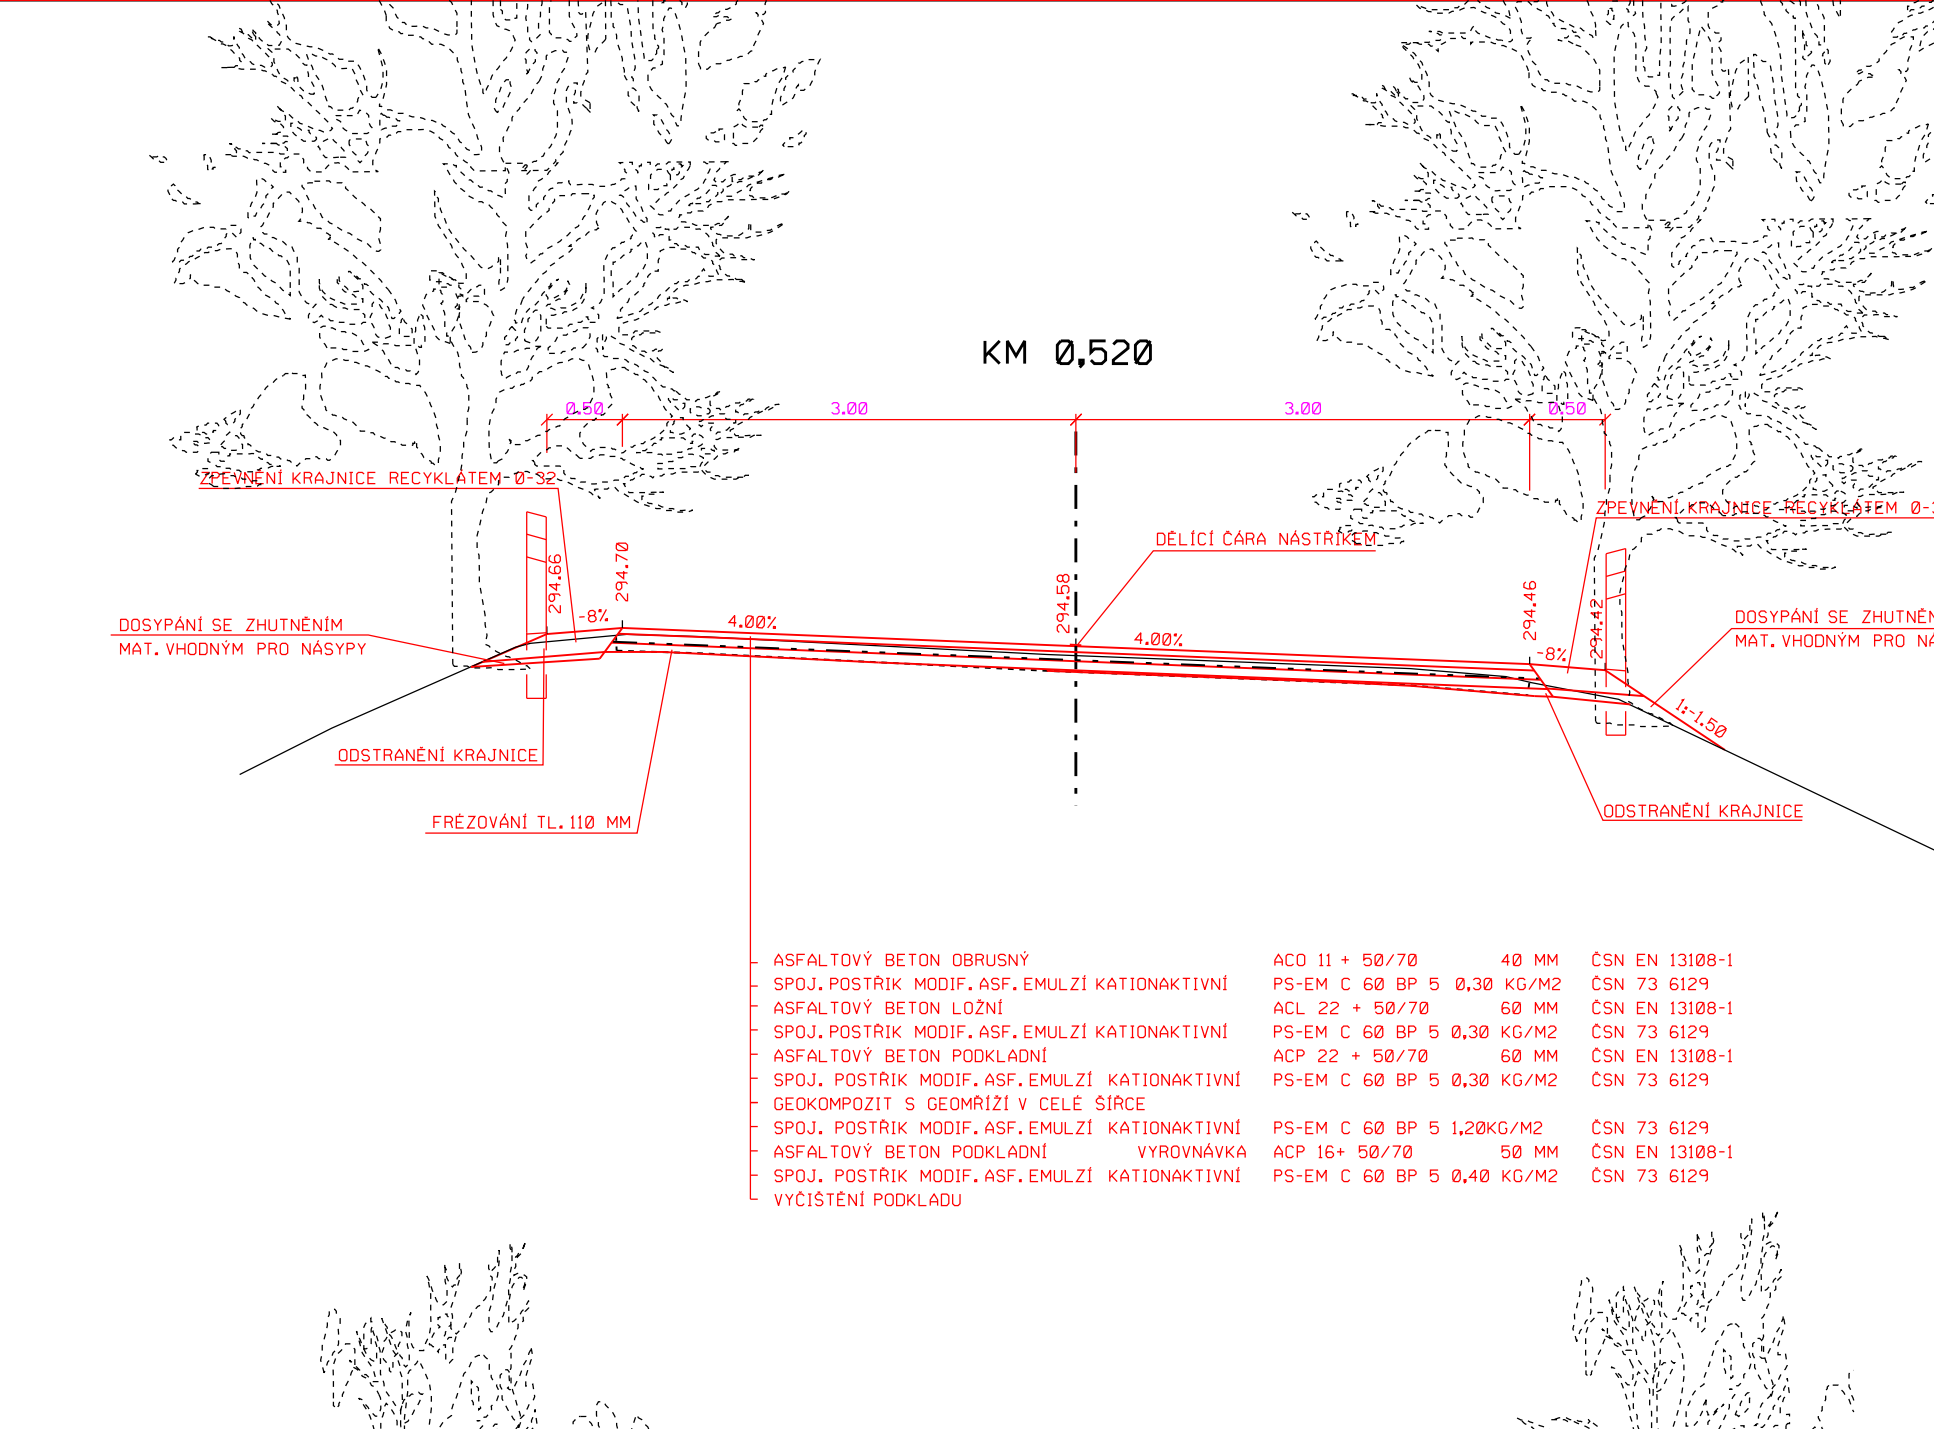 KM 0,520
0.50
3.00
3.00
0.50
ZPEVNĚNÍ KRAJNICE RECYKLÁTEM 0-32
ZPEVNĚNÍ KRAJNICE RECYKLÁTEM 0-3
DĚLÍCÍ ČÁRA NÁSTŘIKEM
294.66
294.70
294.58
294.46
294.42
-8%
4.00%
4.00%
-8%
DOSYPÁNÍ SE ZHUTNĚNÍM
MAT. VHODNÝM PRO NÁSYPY
DOSYPÁNÍ SE ZHUTNĚN
MAT. VHODNÝM PRO NÁ
1:-1.50
ODSTRANĚNÍ KRAJNICE
ODSTRANĚNÍ KRAJNICE
FRÉZOVÁNÍ TL. 110 MM
ASFALTOVÝ BETON OBRUSNÝ ACO 11 + 50/70 40 MM ČSN EN 13108-1
SPOJ. POSTŘIK MODIF. ASF. EMULZÍ KATIONAKTIVNÍ PS-EM C 60 BP 5 0,30 KG/M2 ČSN 73 6129
ASFALTOVÝ BETON LOŽNÍ ACL 22 + 50/70 60 MM ČSN EN 13108-1
SPOJ. POSTŘIK MODIF. ASF. EMULZÍ KATIONAKTIVNÍ PS-EM C 60 BP 5 0,30 KG/M2 ČSN 73 6129
ASFALTOVÝ BETON PODKLADNÍ ACP 22 + 50/70 60 MM ČSN EN 13108-1
SPOJ. POSTŘIK MODIF. ASF. EMULZÍ KATIONAKTIVNÍ PS-EM C 60 BP 5 0,30 KG/M2 ČSN 73 6129
GEOKOMPOZIT S GEOMŘÍŽÍ V CELÉ ŠÍŘCE
SPOJ. POSTŘIK MODIF. ASF. EMULZÍ KATIONAKTIVNÍ PS-EM C 60 BP 5 1,20KG/M2 ČSN 73 6129
ASFALTOVÝ BETON PODKLADNÍ VYROVNÁVKA ACP 16+ 50/70 50 MM ČSN EN 13108-1
SPOJ. POSTŘIK MODIF. ASF. EMULZÍ KATIONAKTIVNÍ PS-EM C 60 BP 5 0,40 KG/M2 ČSN 73 6129
VYČIŠTĚNÍ PODKLADU